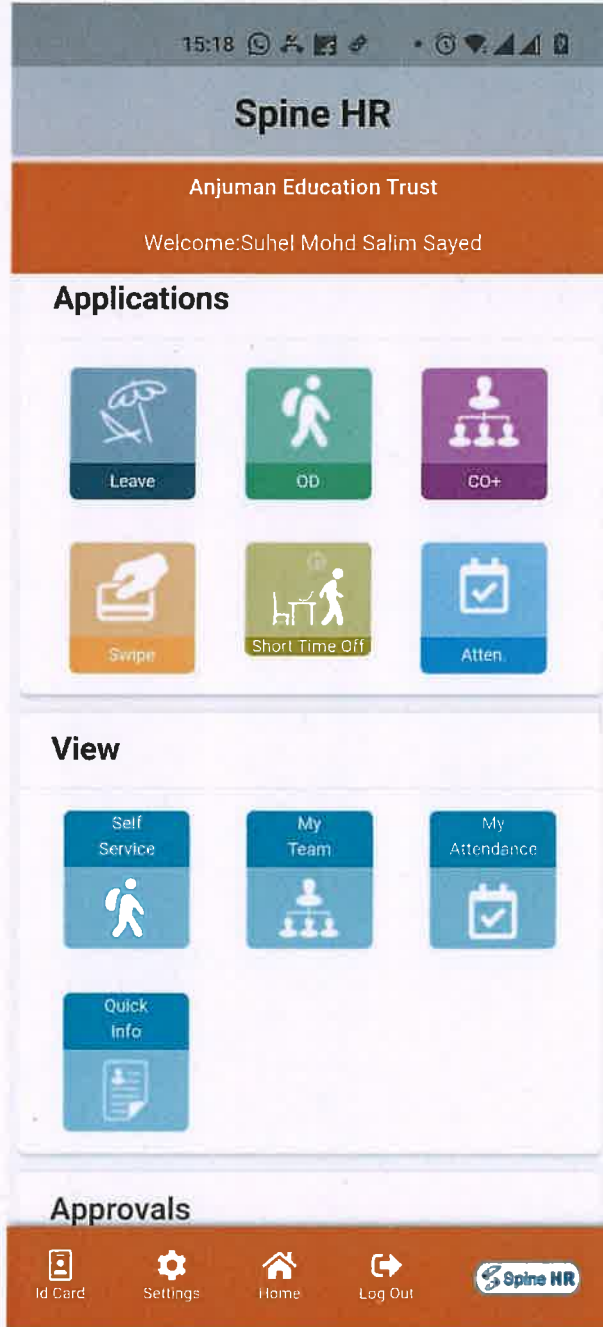 15:18
Spine HR
Anjuman Education Trust
Welcome:Suhel Mohd Salim Sayed
Applications
Leave
OD
CO+
Swipe
Short Time Off
Atten.
View
Self
Service
My
Team
My
Attendance
Quick
Info
Approvals
Id Card
Settings
Home
Log Out
Spine HR